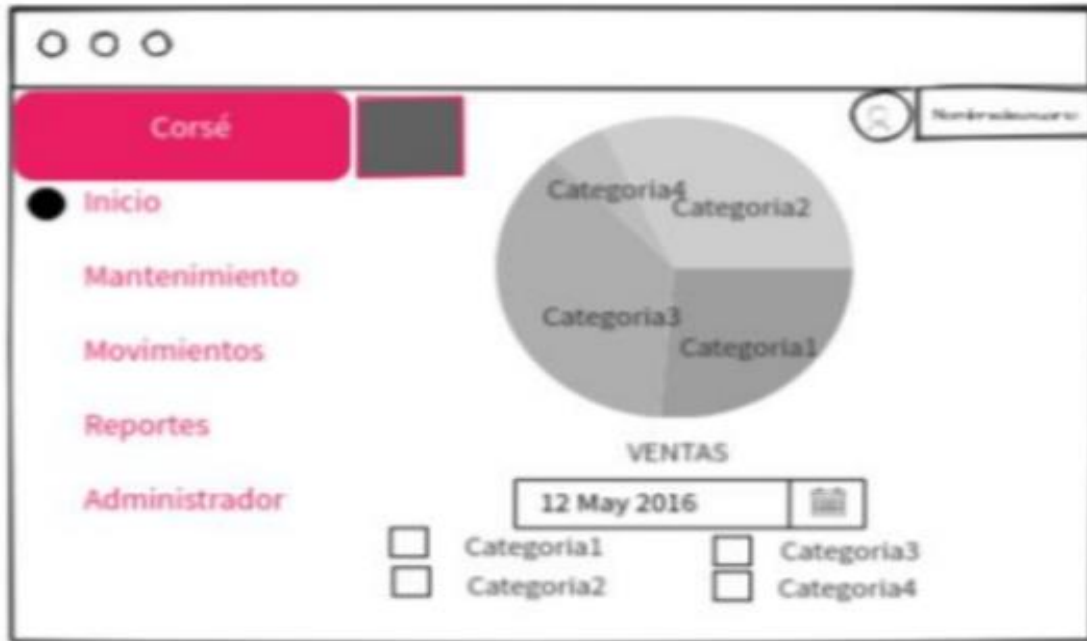 Corsé
Inicio
Mantenimiento
Movimientos
Reportes
Administrador
Categoria4
Categoria2
Categoria3
Categoria1
VENTAS
12 May 2016
Categoria1
Categoria3
Categoria2
Categoria4